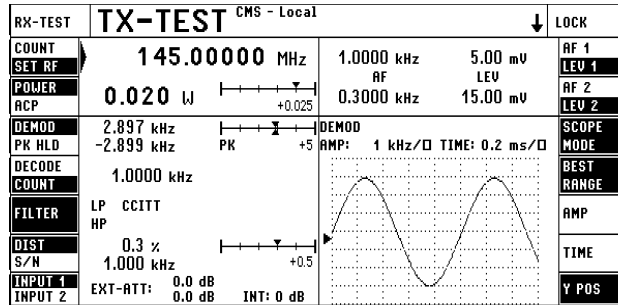 RX-TEST
TX-TEST CMS - Local
LOCK
COUNT
SET RF
145.00000 MHz
1.0000 kHz 5.00 mV
AF LEV
0.3000 kHz 15.00 mV
AF 1
LEV 1
AF 2
LEV 2
POWER
ACP
0.020 W
+0.025
DEMOD
PK HLD
2.897 kHz
-2.899 kHz PK +5
DEMOD
AMP: 1 kHz/□ TIME: 0.2 ms/□
SCOPE
MODE
DECODE
COUNT
1.0000 kHz
BEST
RANGE
FILTER
LP CCITT
HP
AMP
DIST
S/N
0.3 %
1.000 kHz +0.5
TIME
INPUT 1
INPUT 2
EXT-ATT: 0.0 dB
0.0 dB INT: 0 dB
Y POS